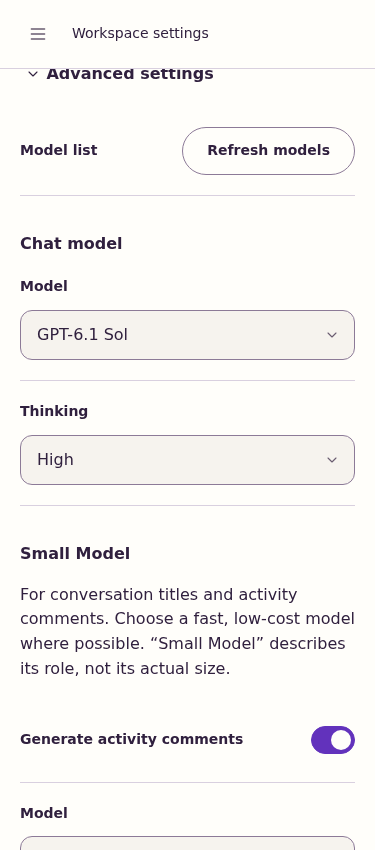 Workspace settings
Advanced settings
Model list
Refresh models
Chat model
Model
GPT-6.1 Sol
Thinking
High
Small Model
For conversation titles and activity
comments. Choose a fast, low-cost model
where possible. “Small Model” describes
its role, not its actual size.
Generate activity comments
Model